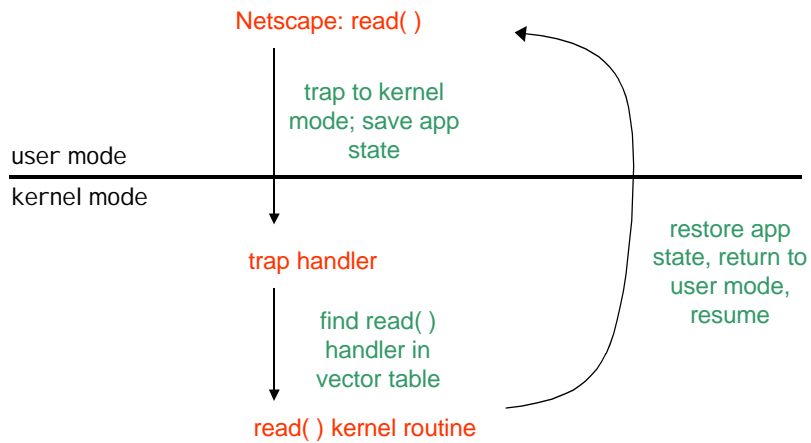 Netscape: read( )
trap to kernel
mode; save app
state
user mode
kernel mode
trap handler
restore app
state, return to
user mode,
resume
find read( )
handler in
vector table
read( ) kernel routine